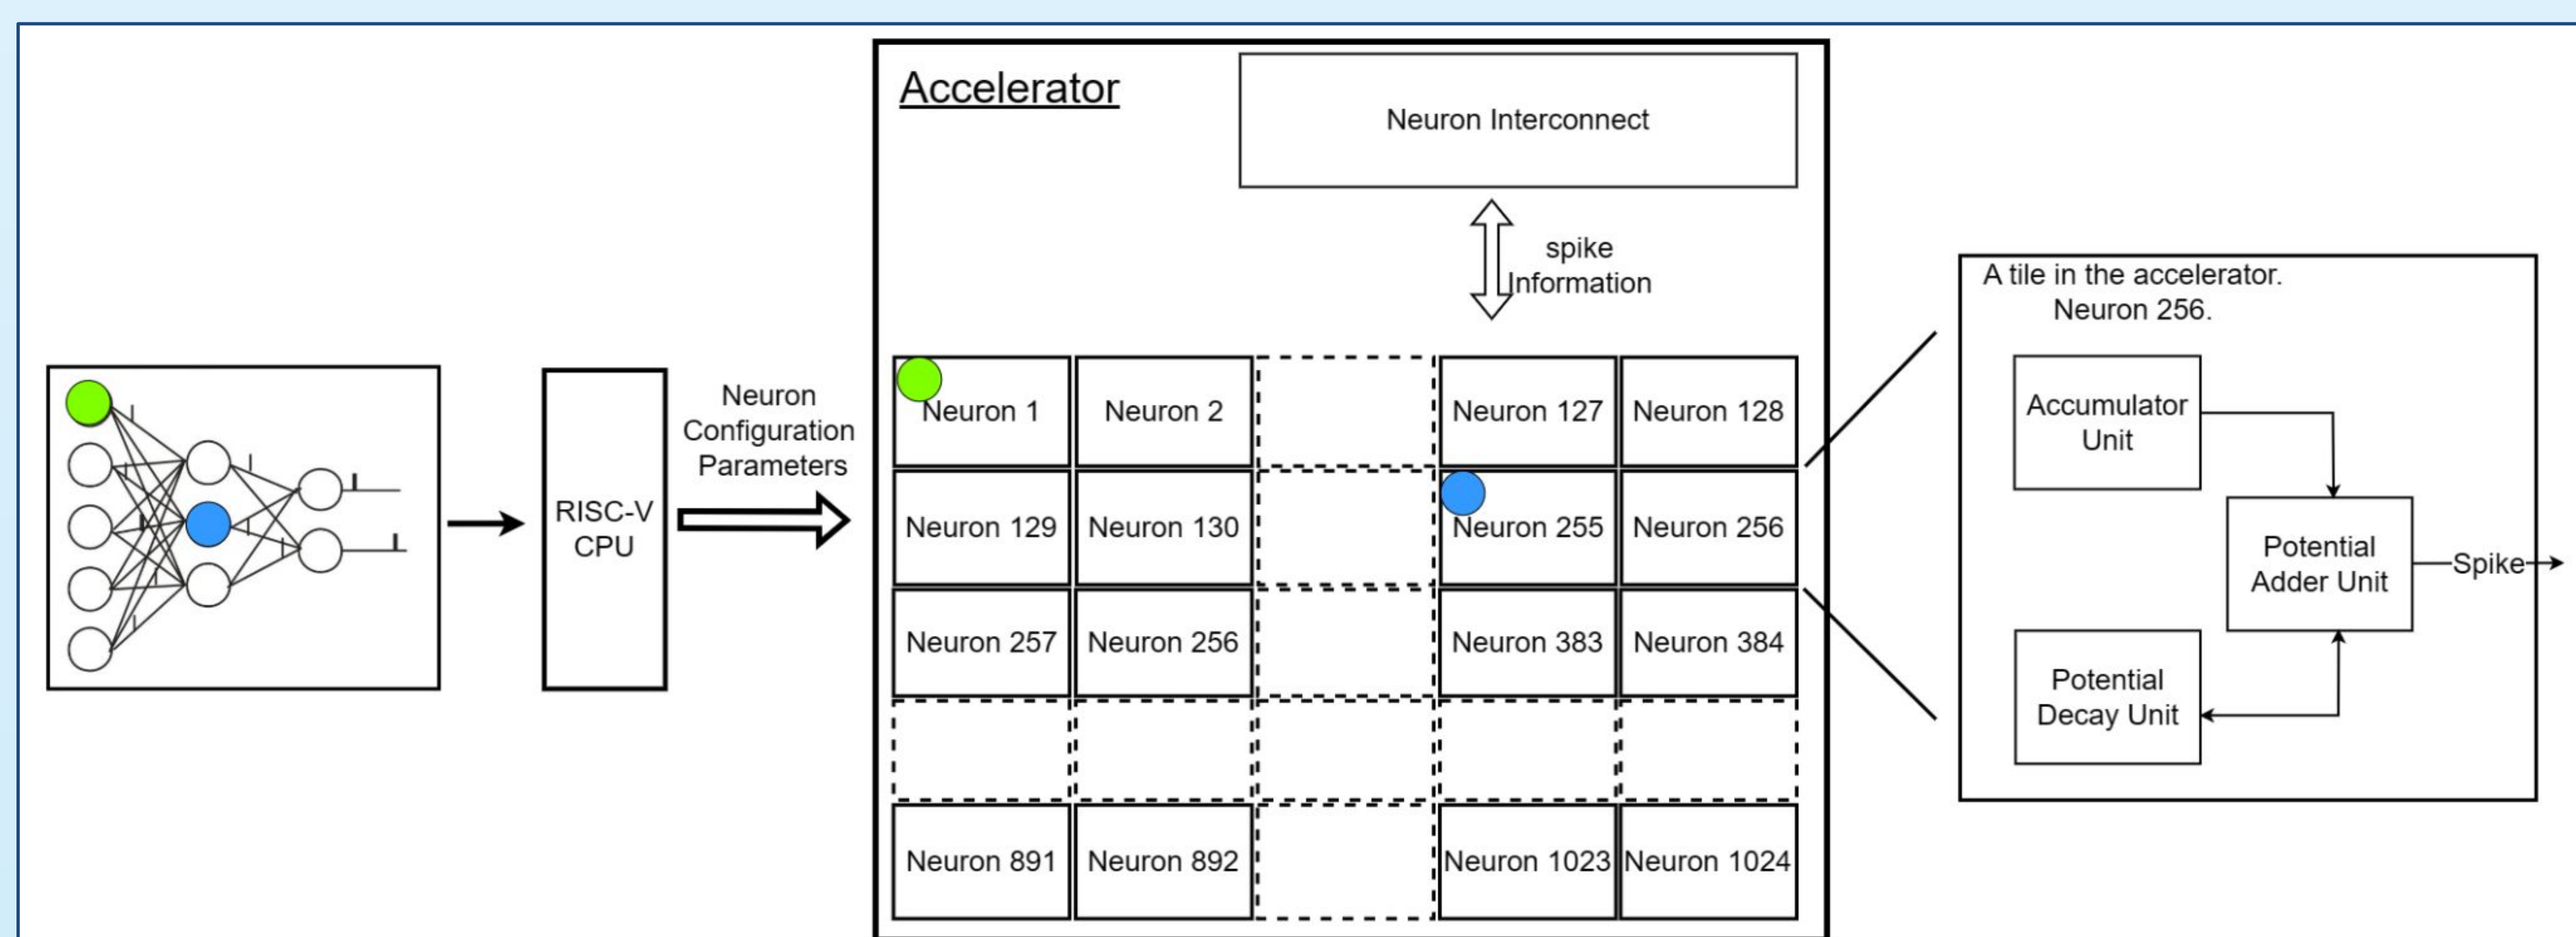 Accelerator
Neuron Interconnect
spike
Information
Neuron
Configuration
Parameters
RISC-V
CPU
Neuron 1
Neuron 2
Neuron 127
Neuron 128
Neuron 129
Neuron 130
Neuron 255
Neuron 256
Neuron 257
Neuron 256
Neuron 383
Neuron 384
Neuron 891
Neuron 892
Neuron 1023
Neuron 1024
A tile in the accelerator.
Neuron 256.
Accumulator
Unit
Potential
Adder Unit
Spike
Potential
Decay Unit